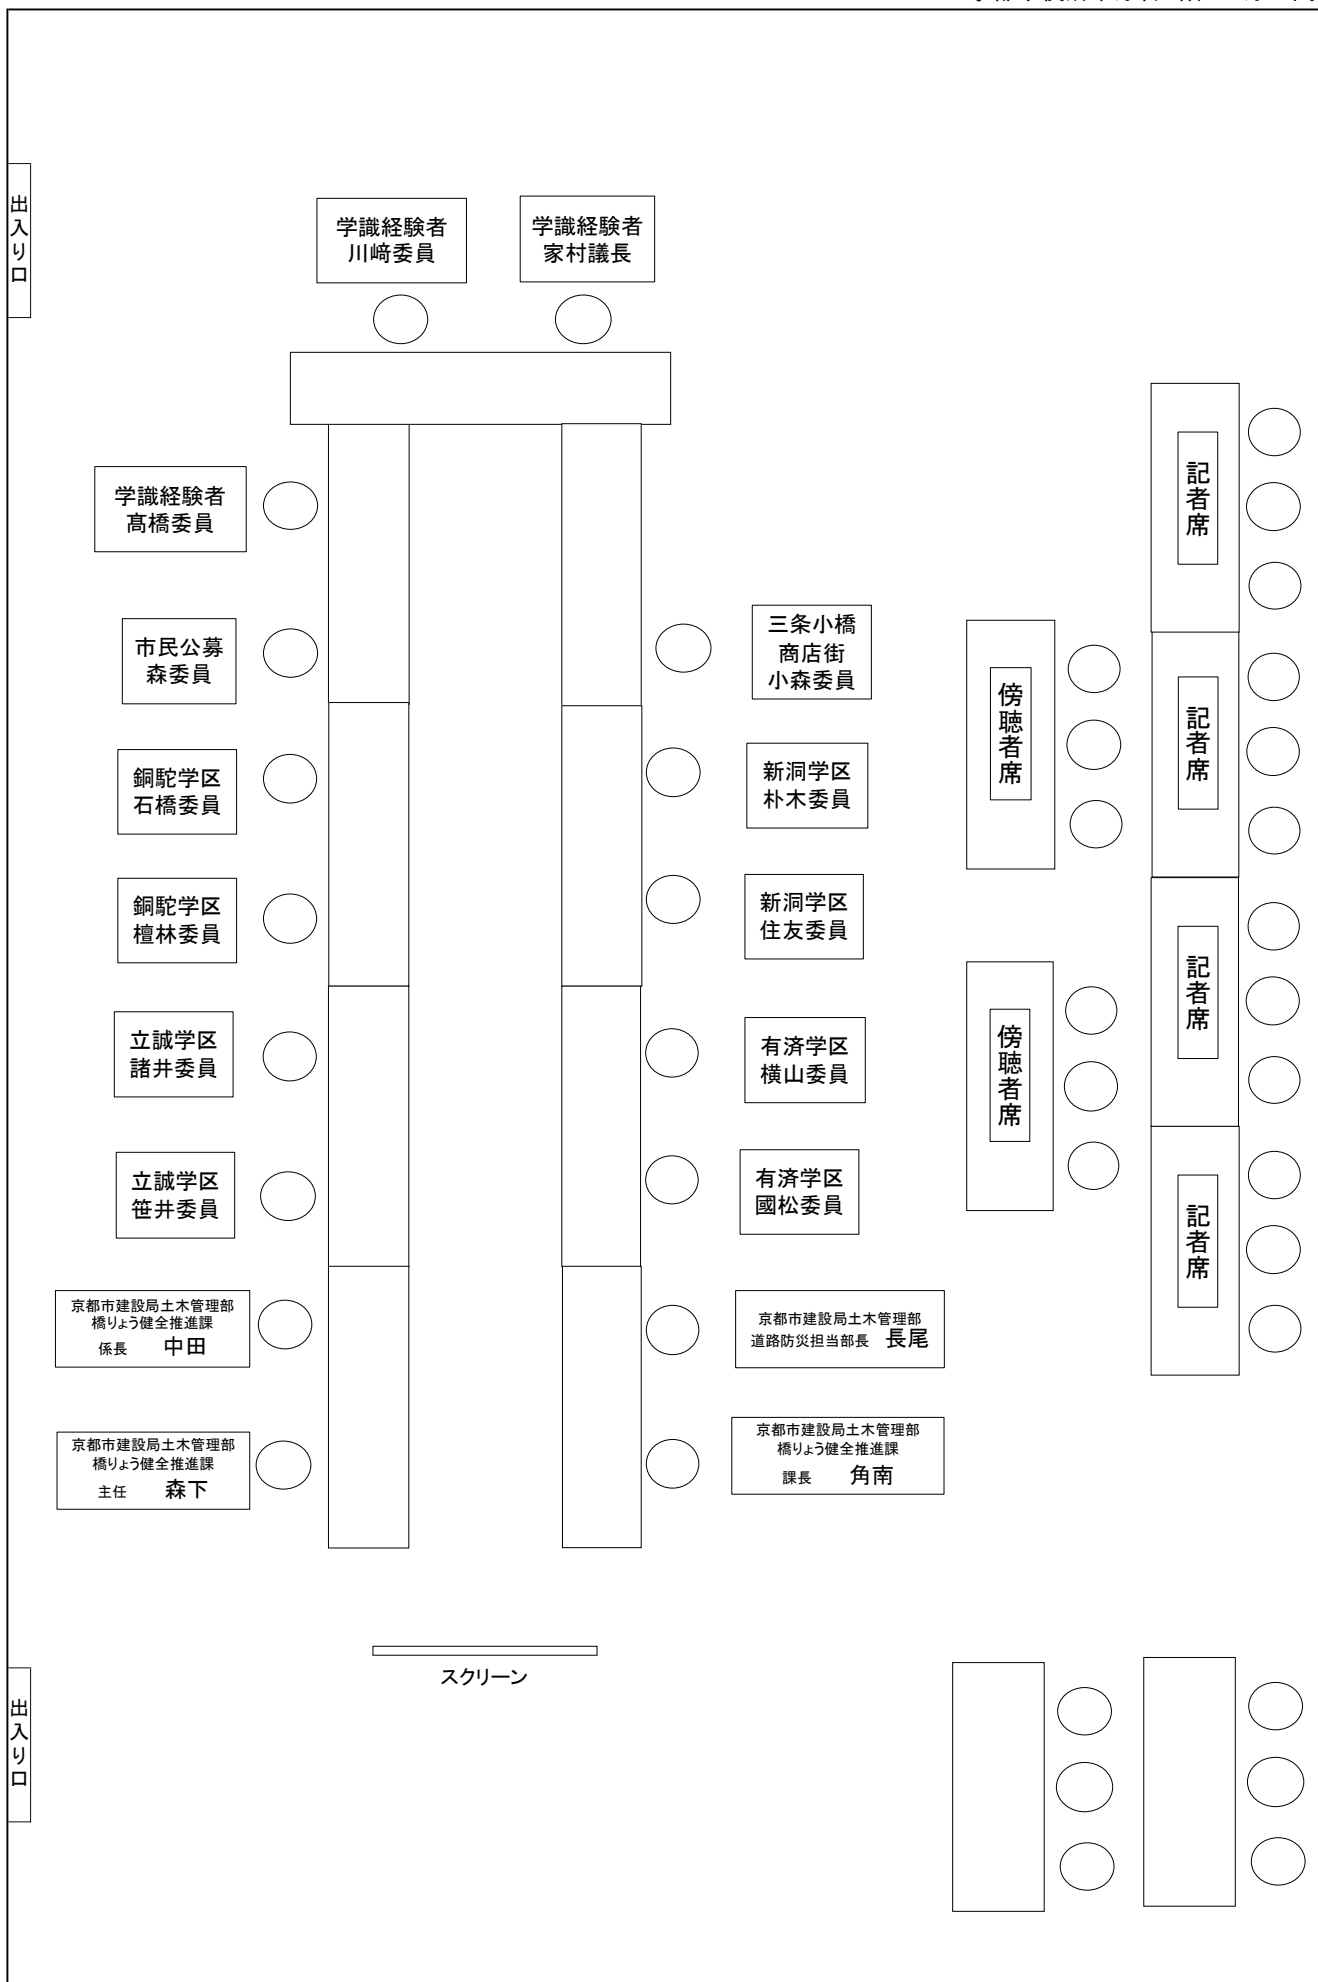 出入り口
学識経験者
川﨑委員
学識経験者
家村議長
学識経験者
髙橋委員
市民公募
森委員
三条小橋
商店街
小森委員
銅駝学区
石橋委員
新洞学区
朴木委員
銅駝学区
檀林委員
新洞学区
住友委員
立誠学区
諸井委員
有済学区
横山委員
立誠学区
笹井委員
有済学区
國松委員
京都市建設局土木管理部
橋りょう健全推進課
係長 中田
京都市建設局土木管理部
道路防災担当部長 長尾
京都市建設局土木管理部
橋りょう健全推進課
主任 森下
京都市建設局土木管理部
橋りょう健全推進課
課長 角南
傍聴者席
傍聴者席
記者席
記者席
記者席
記者席
スクリーン
出入り口